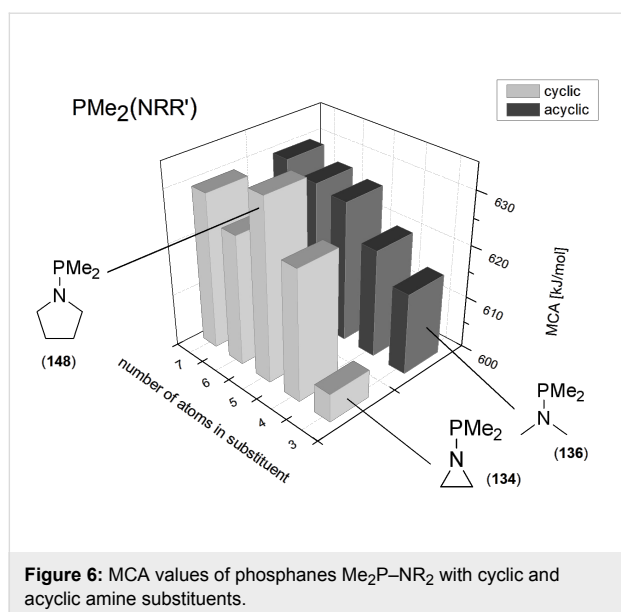 PMe2(NRR')
cyclic
acyclic
630
620
610
600
MCA [kJ/mol]
7
6
5
4
3
number of atoms in substituent
PMe2
N
(148)
PMe2
N
(134)
PMe2
N
(136)
Figure 6: MCA values of phosphanes Me2P–NR2 with cyclic and
acyclic amine substituents.